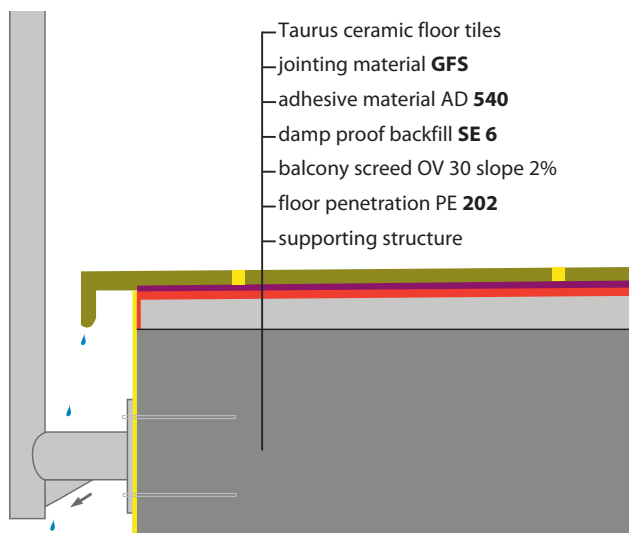 Taurus ceramic floor tiles
jointing material GFS
adhesive material AD 540
damp proof backfill SE 6
balcony screed OV 30 slope 2%
floor penetration PE 202
supporting structure